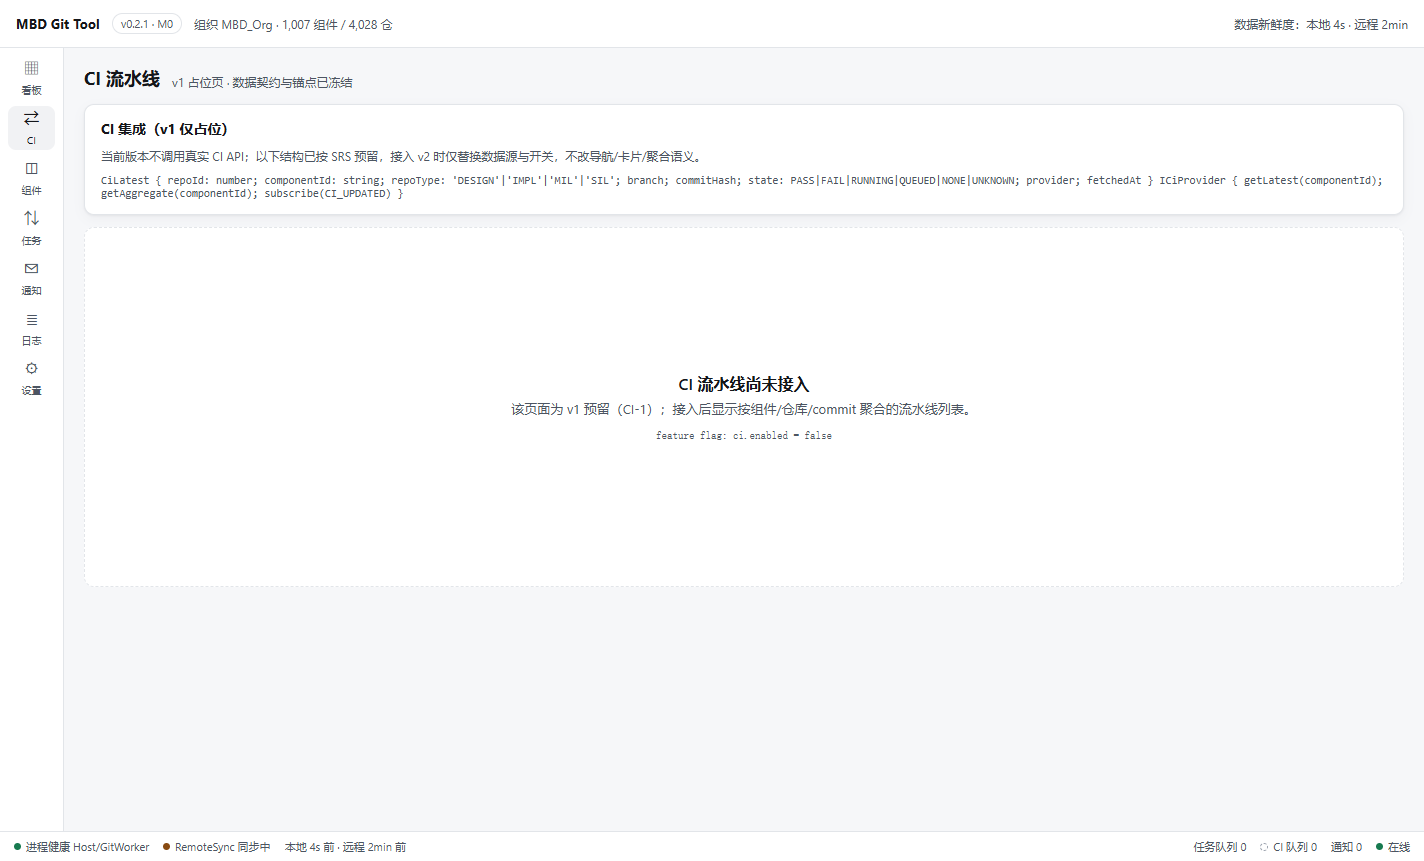 MBD Git Tool v0.2.1 · M0 组织 MBD_Org · 1,007 组件 / 4,028 仓 数据新鲜度：本地 4s · 远程 2min
看板
CI
组件
任务
通知
日志
设置
CI 流水线 v1 占位页 · 数据契约与锚点已冻结
CI 集成（v1 仅占位）
当前版本不调用真实 CI API；以下结构已按 SRS 预留，接入 v2 时仅替换数据源与开关，不改导航/卡片/聚合语义。
CiLatest { repoId: number; componentId: string; repoType: 'DESIGN'|'IMPL'|'MIL'|'SIL'; branch; commitHash; state: PASS|FAIL|RUNNING|QUEUED|NONE|UNKNOWN; provider; fetchedAt } ICiProvider { getLatest(componentId);
getAggregate(componentId); subscribe(CI_UPDATED) }
CI 流水线尚未接入
该页面为 v1 预留（CI-1）；接入后显示按组件/仓库/commit 聚合的流水线列表。
feature flag: ci.enabled = false
进程健康 Host/GitWorker RemoteSync 同步中 本地 4s 前 · 远程 2min 前 任务队列 0 CI 队列 0 通知 0 在线